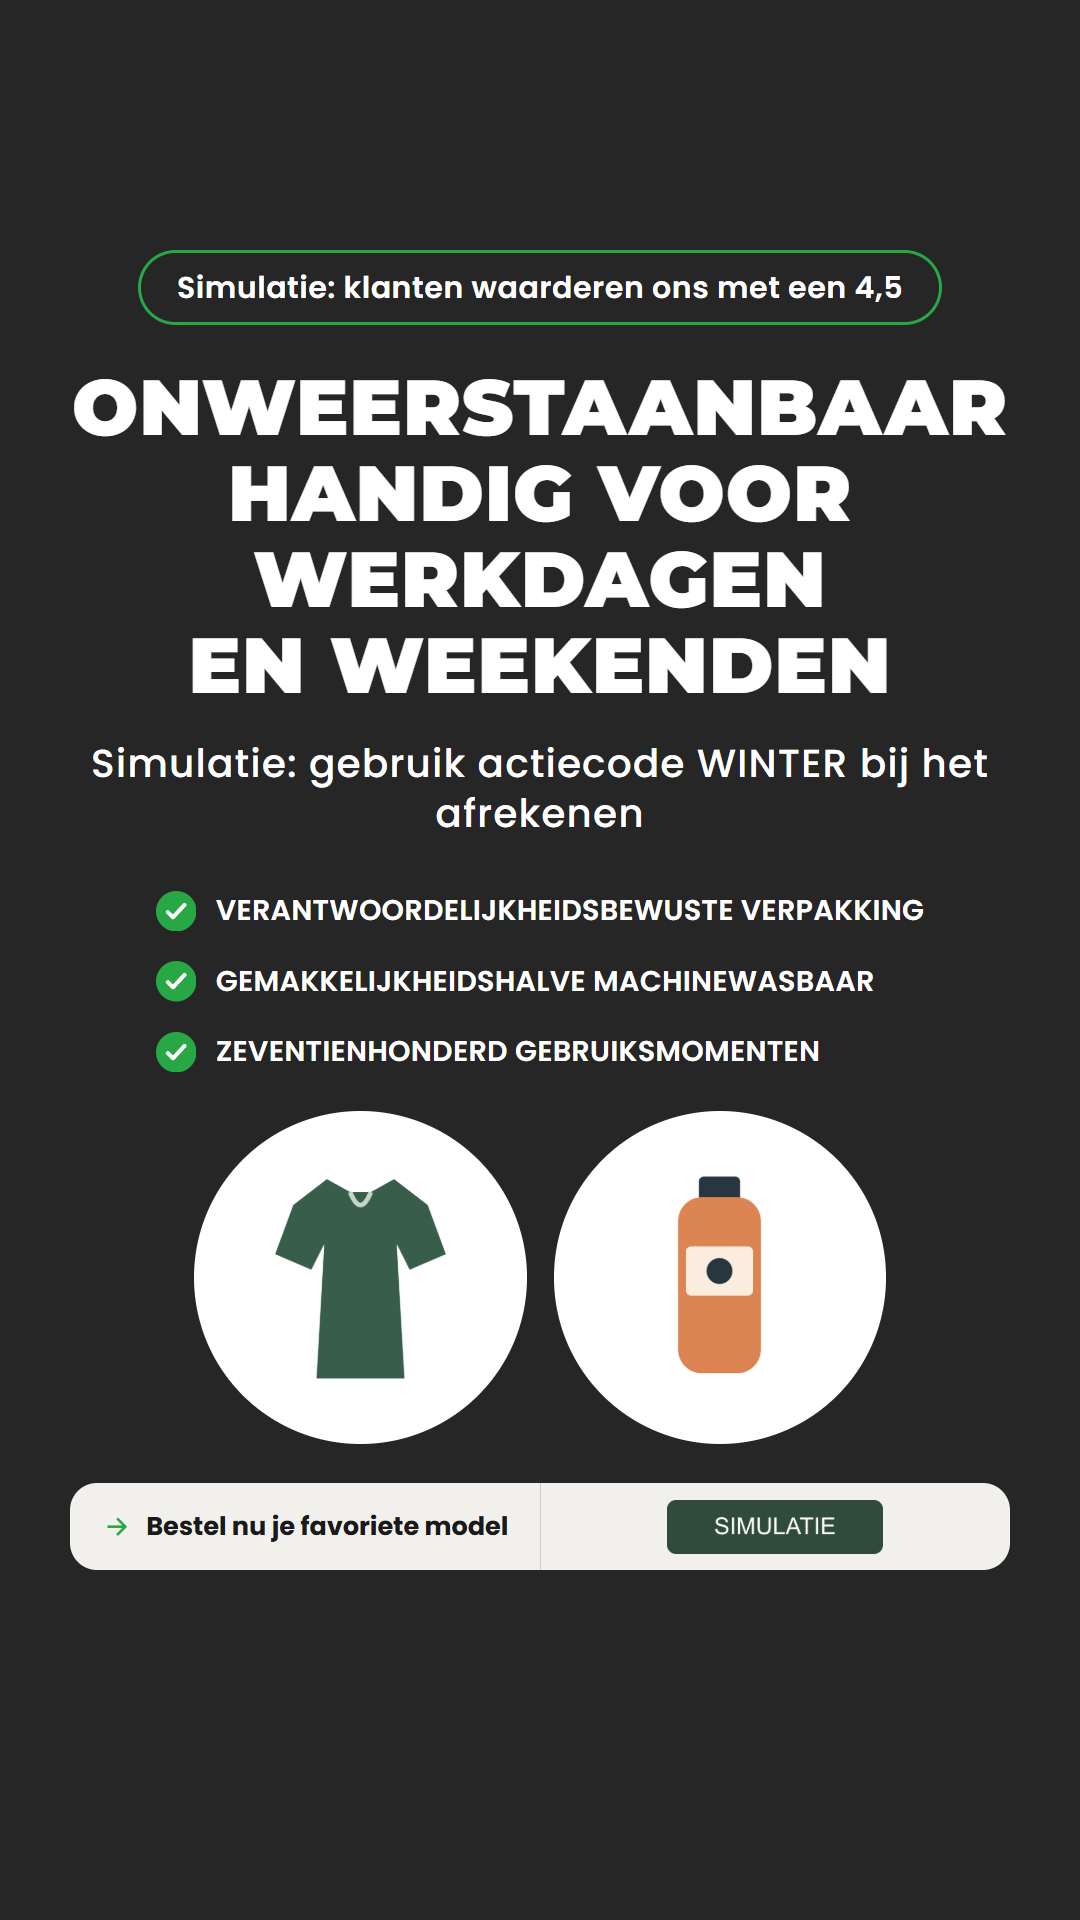 Simulatie: klanten waarderen ons met een 4,5
ONWEERSTAANBAAR
HANDIG VOOR
WERKDAGEN
EN WEEKENDEN
Simulatie: gebruik actiecode WINTER bij het
afrekenen
VERANTWOORDELIJKHEIDSBEWUSTE VERPAKKING
GEMAKKELIJKHEIDSHALVE MACHINEWASBAAR
ZEVENTIENHONDERD GEBRUIKSMOMENTEN
Bestel nu je favoriete model
SIMULATIE